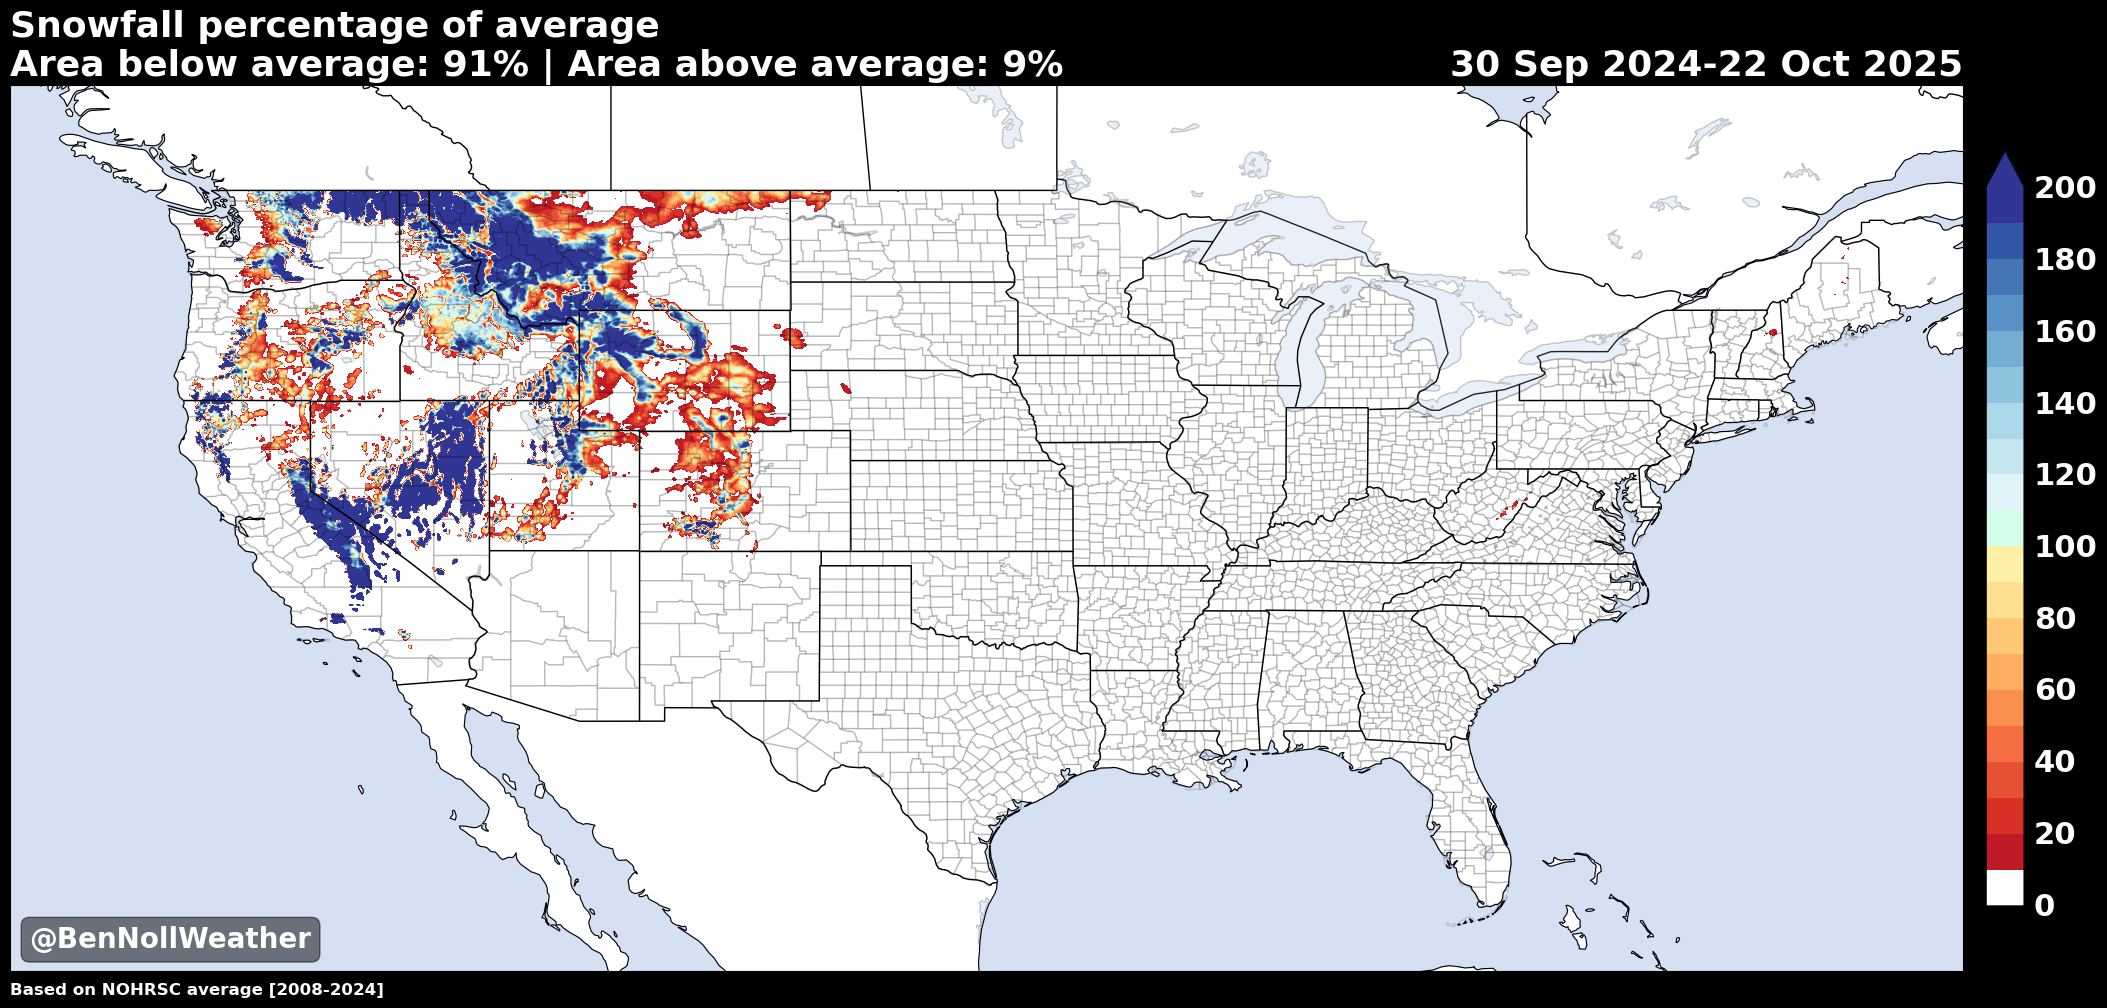 Snowfall percentage of average
Area below average: 91% | Area above average: 9%
30 Sep 2024-22 Oct 2025
200
180
160
140
120
100
80
60
40
20
0
@BenNollWeather
Based on NOHRSC average [2008-2024]